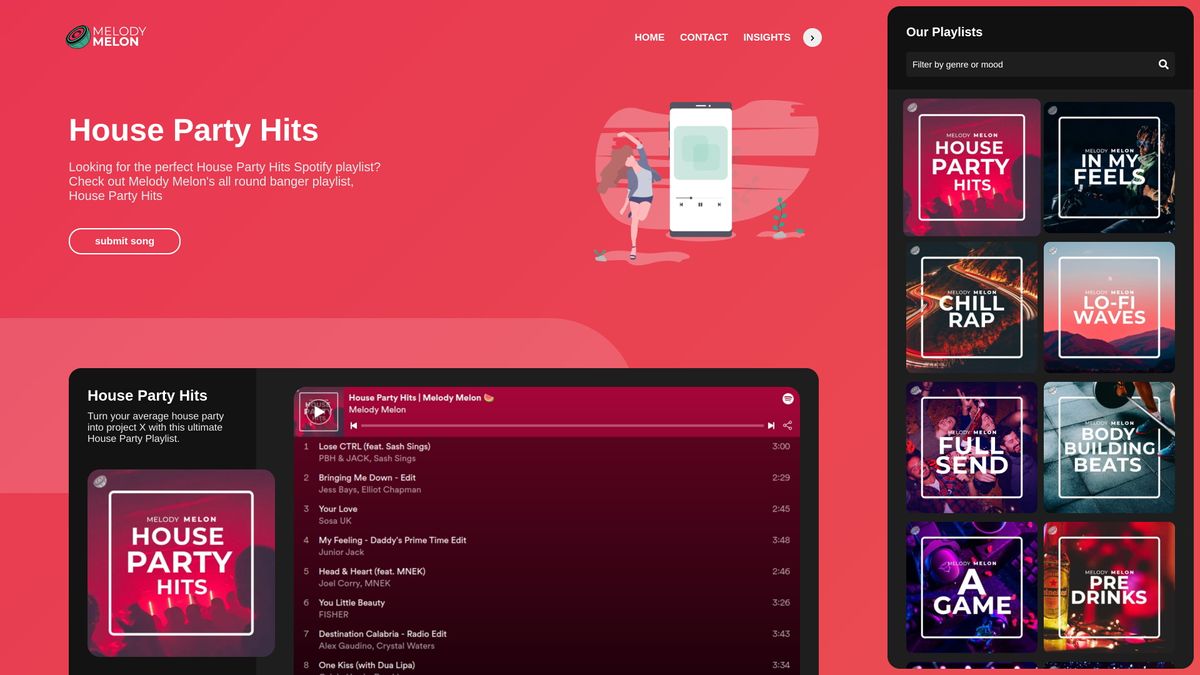 MELODY
MELON
HOME
CONTACT
INSIGHTS
House Party Hits
Looking for the perfect House Party Hits Spotify playlist?
Check out Melody Melon's all round banger playlist,
House Party Hits
submit song
House Party Hits
Turn your average house party
into project X with this ultimate
House Party Playlist.
MELODY MELON
HOUSE
PARTY
HITS
House Party Hits | Melody Melon 🍉
Melody Melon
1 Lose CTRL (feat. Sash Sings) 3:00
PBH & JACK, Sash Sings
2 Bringing Me Down - Edit 2:29
Jess Bays, Elliot Chapman
3 Your Love 2:45
Sosa UK
4 My Feeling - Daddy's Prime Time Edit 3:48
Junior Jack
5 Head & Heart (feat. MNEK) 2:46
Joel Corry, MNEK
6 You Little Beauty 3:26
FISHER
7 Destination Calabria - Radio Edit 3:43
Alex Gaudino, Crystal Waters
8 One Kiss (with Dua Lipa) 3:34
Our Playlists
Filter by genre or mood
MELODY MELON
HOUSE
PARTY
HITS
MELODY MELON
IN MY
FEELS
MELODY MELON
CHILL
RAP
MELODY MELON
LO-FI
WAVES
MELODY MELON
FULL
SEND
MELODY MELON
BODY
BUILDING
BEATS
MELODY MELON
A
GAME
MELODY MELON
PRE
DRINKS